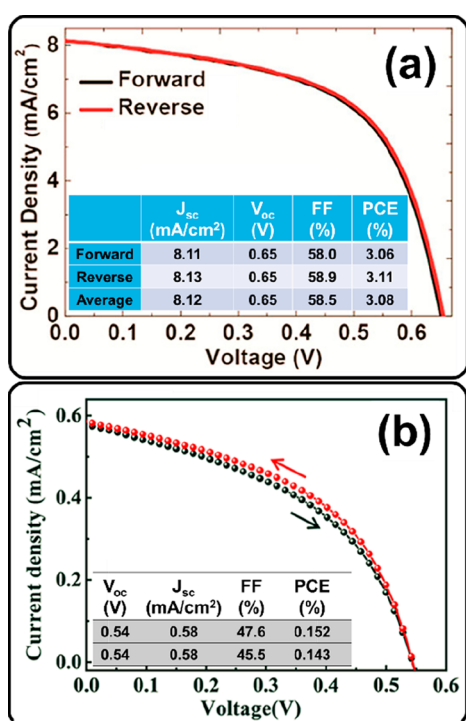 (a)
8
6
4
2
0
Current Density (mA/cm²)
Forward
Reverse
Jsc (mA/cm²) Voc (V) FF (%) PCE (%)
Forward 8.11 0.65 58.0 3.06
Reverse 8.13 0.65 58.9 3.11
Average 8.12 0.65 58.5 3.08
0.0 0.1 0.2 0.3 0.4 0.5 0.6
Voltage (V)
(b)
0.6
0.4
0.2
0.0
Current density (mA/cm²)
Voc (V) Jsc (mA/cm²) FF (%) PCE (%)
0.54 0.58 47.6 0.152
0.54 0.58 45.5 0.143
0.0 0.1 0.2 0.3 0.4 0.5 0.6
Voltage(V)